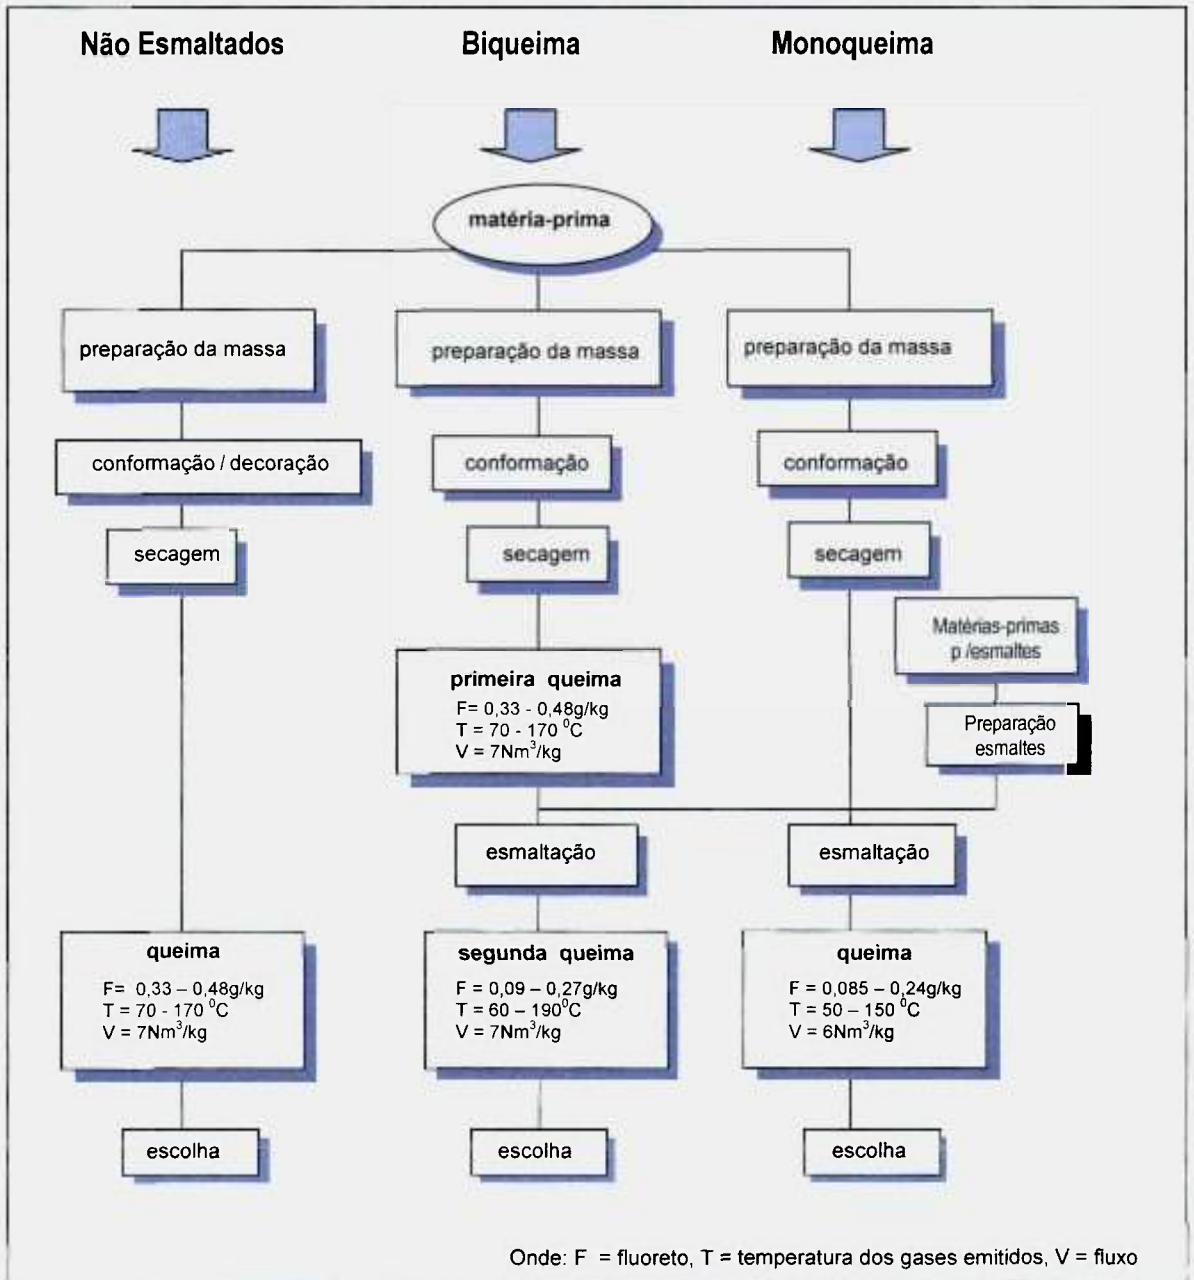 Não Esmaltados
Biqueima
Monoqueima
matéria-prima
preparação da massa
preparação da massa
preparação da massa
conformação / decoração
conformação
conformação
secagem
secagem
secagem
Matérias-primas
p /esmaltes
primeira queima
F= 0,33 - 0,48g/kg
T = 70 - 170 ⁰C
V = 7Nm³/kg
Preparação
esmaltes
esmaltação
esmaltação
queima
F= 0,33 – 0,48g/kg
T = 70 - 170 ⁰C
V = 7Nm³/kg
segunda queima
F = 0,09 – 0,27g/kg
T = 60 – 190⁰C
V = 7Nm³/kg
queima
F = 0,085 – 0,24g/kg
T = 50 – 150 ⁰C
V = 6Nm³/kg
escolha
escolha
escolha
Onde: F = fluoreto, T = temperatura dos gases emitidos, V = fluxo